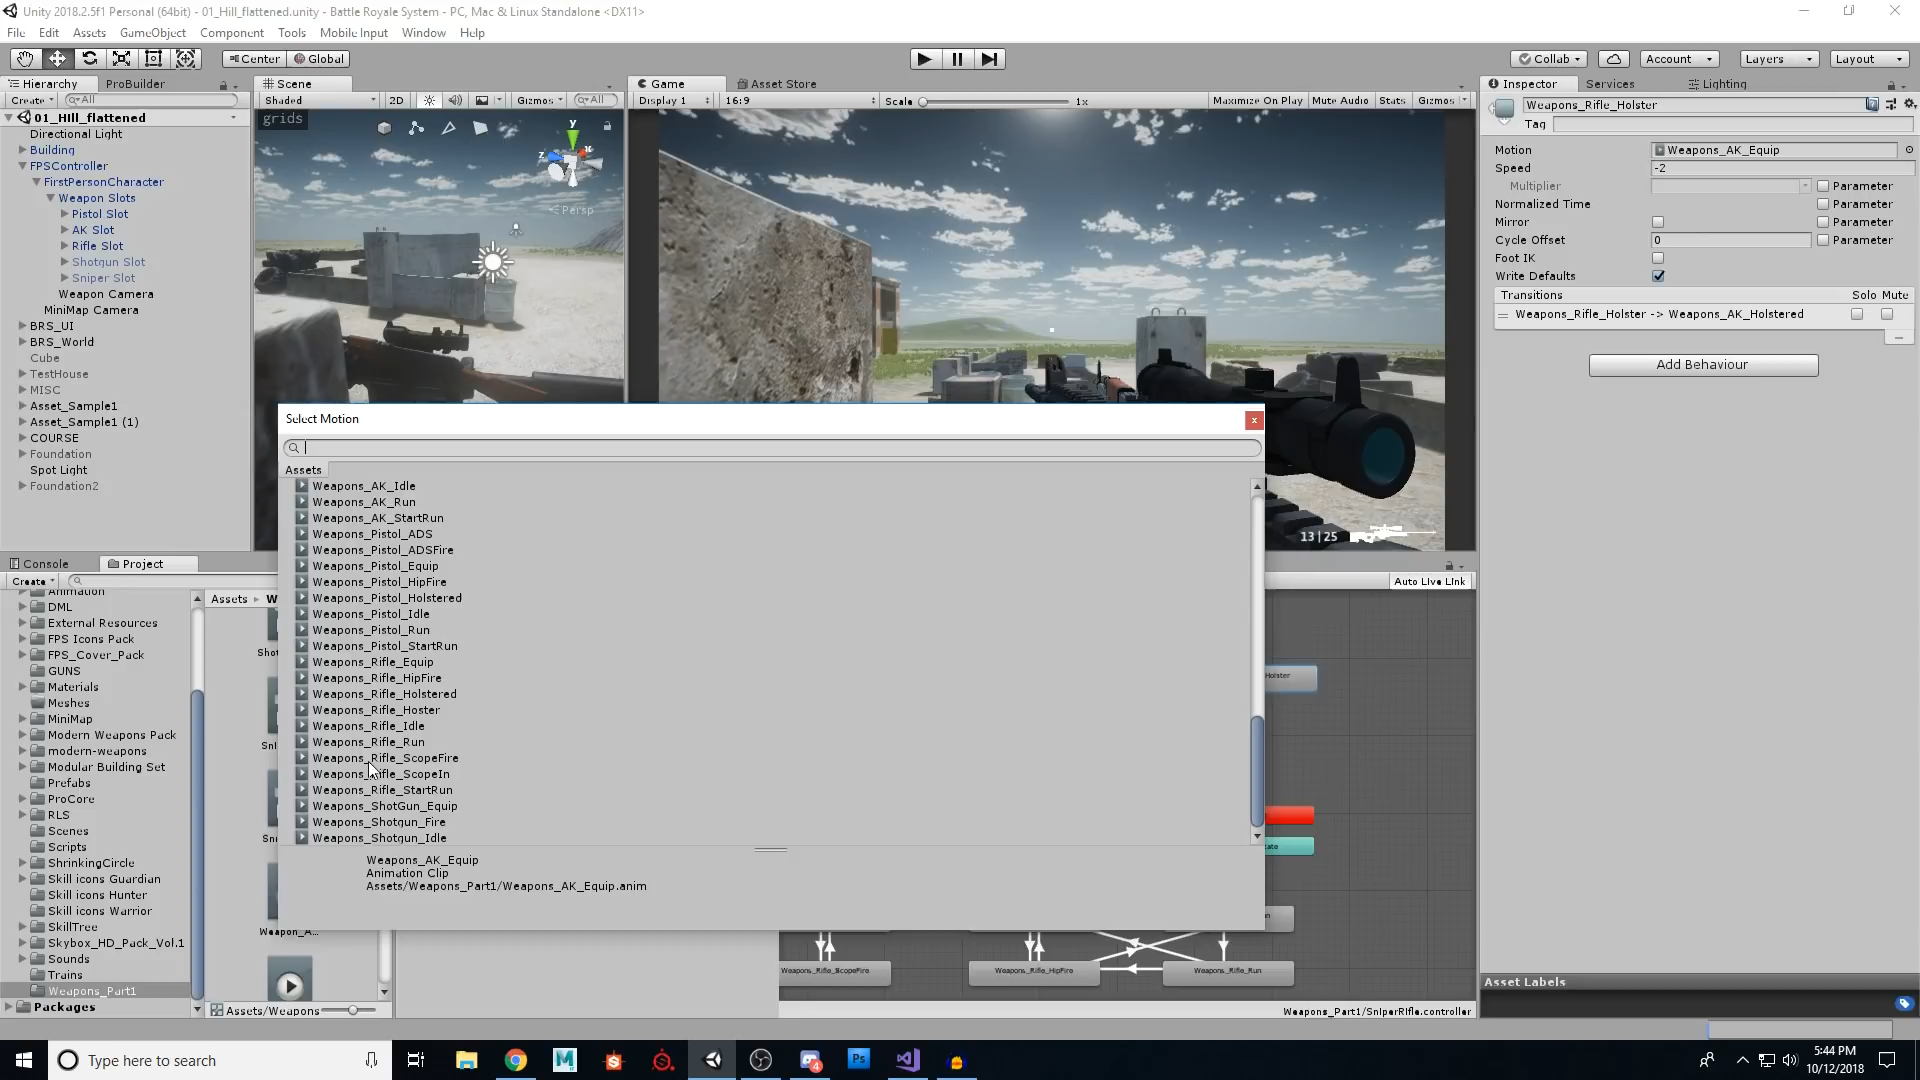 Unity 2018.2.5f1 Personal (64bit) - 01_Hill_flattened.unity - Battle Royale System - PC, Mac & Linux Standalone <DX11>
File Edit Assets GameObject Component Tools Mobile Input Window Help
Center Global Collab Account Layers Layout
Hierarchy ProBuilder
Create All
01_Hill_flattened
Directional Light
Building
FPSController
FirstPersonCharacter
Weapon Slots
Pistol Slot
AK Slot
Rifle Slot
Shotgun Slot
Sniper Slot
Weapon Camera
MiniMap Camera
BRS_UI
BRS_World
Cube
TestHouse
MISC
Asset_Sample1
Asset_Sample1 (1)
COURSE
Foundation
Spot Light
Foundation2
Scene
Shaded 2D Gizmos All
grids
y
z
Persp
Game Asset Store
Display 1 16:9 Scale 1x Maximize On Play Mute Audio Stats Gizmos
13|25
Inspector Services Lighting
Weapons_Rifle_Holster
Tag
Motion Weapons_AK_Equip
Speed -2
Multiplier Parameter
Normalized Time Parameter
Mirror Parameter
Cycle Offset 0 Parameter
Foot IK
Write Defaults
Transitions Solo Mute
Weapons_Rifle_Holster -> Weapons_AK_Holstered
Add Behaviour
Asset Labels
Select Motion
Assets
Weapons_AK_Idle
Weapons_AK_Run
Weapons_AK_StartRun
Weapons_Pistol_ADS
Weapons_Pistol_ADSFire
Weapons_Pistol_Equip
Weapons_Pistol_HipFire
Weapons_Pistol_Holstered
Weapons_Pistol_Idle
Weapons_Pistol_Run
Weapons_Pistol_StartRun
Weapons_Rifle_Equip
Weapons_Rifle_HipFire
Weapons_Rifle_Holstered
Weapons_Rifle_Hoster
Weapons_Rifle_Idle
Weapons_Rifle_Run
Weapons_Rifle_ScopeFire
Weapons_Rifle_ScopeIn
Weapons_Rifle_StartRun
Weapons_ShotGun_Equip
Weapons_Shotgun_Fire
Weapons_Shotgun_Idle
Weapons_AK_Equip
Animation Clip
Assets/Weapons_Part1/Weapons_AK_Equip.anim
Console Project
Create
Animation
DML
External Resources
FPS Icons Pack
FPS_Cover_Pack
GUNS
Materials
Meshes
MiniMap
Modern Weapons Pack
modern-weapons
Modular Building Set
Prefabs
ProCore
RLS
Scenes
Scripts
ShrinkingCircle
Skill icons Guardian
Skill icons Hunter
Skill icons Warrior
SkillTree
Skybox_HD_Pack_Vol.1
Sounds
Trains
Weapons_Part1
Packages
Assets
Weapon_A...
Assets/Weapons
Auto Live Link
Holster
Weapons_Rifle_ScopeFire Weapons_Rifle_HipFire Weapons_Rifle_Run
Weapons_Part1/SniperRifle.controller
Type here to search
4
Ps
5:44 PM
10/12/2018